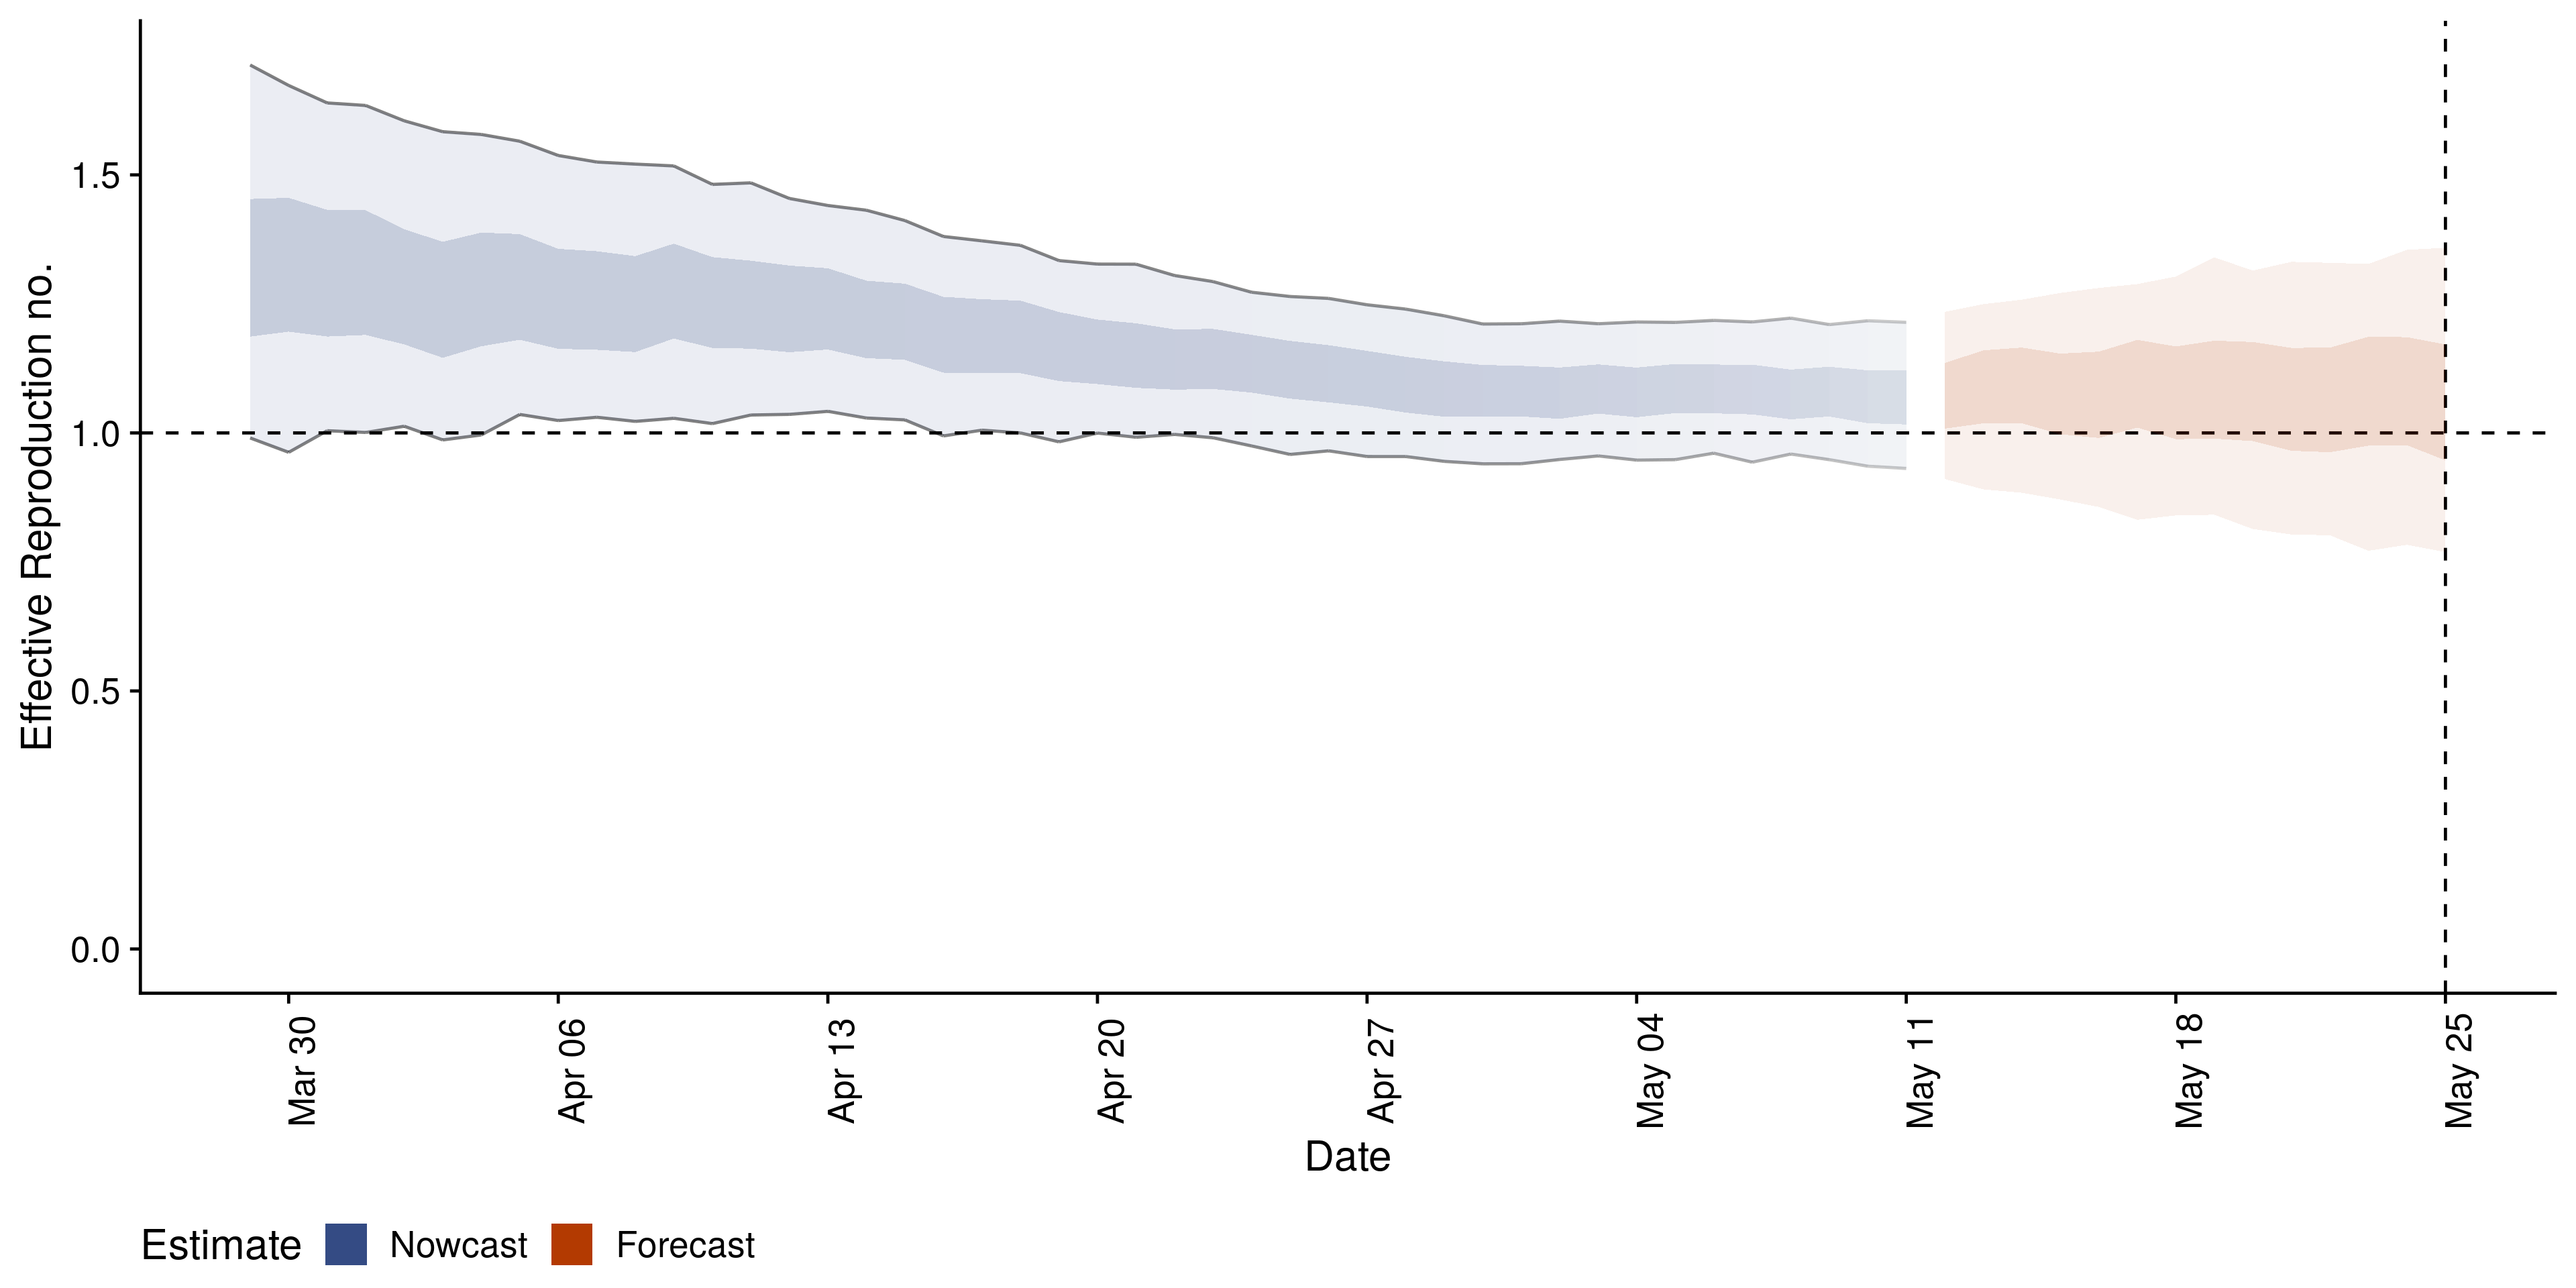 Effective Reproduction no.
1.5
1.0
0.5
0.0
Mar 30
Apr 06
Apr 13
Apr 20
Apr 27
May 04
May 11
May 18
May 25
Date
Estimate Nowcast Forecast